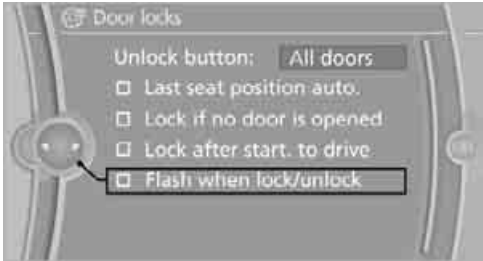 Door locks
Unlock button: All doors
Last seat position auto.
Lock if no door is opened
Lock after start. to drive
Flash when lock/unlock